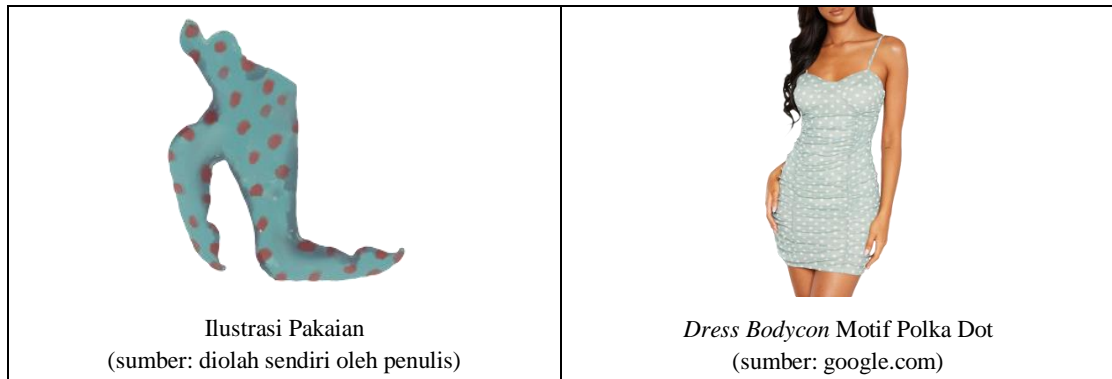 Ilustrasi Pakaian
(sumber: diolah sendiri oleh penulis)
Dress Bodycon Motif Polka Dot
(sumber: google.com)